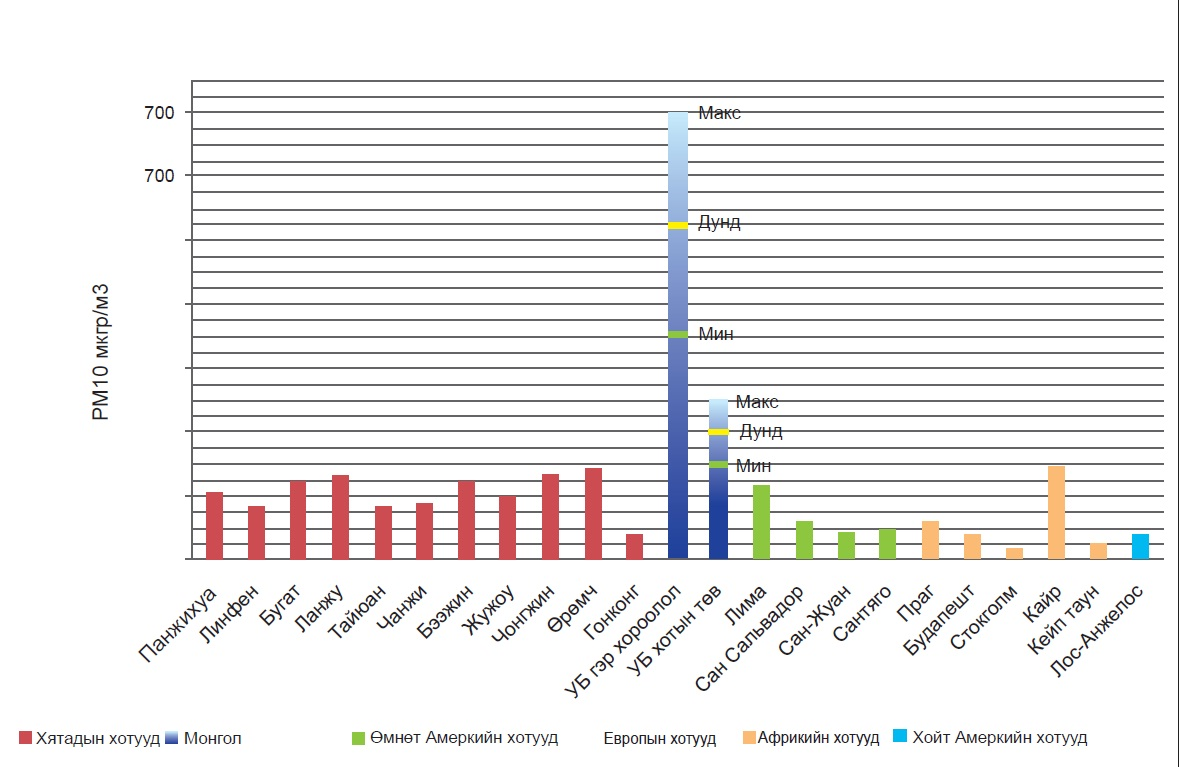 700
Макс
700
Дунд
Мин
PM10 мкгр/м3
Макс
Дунд
Мин
Панжихуа
Линфен
Бугат
Ланжу
Тайюан
Чанжи
Бээжин
Жужоу
Чонгжин
Өрөмч
Гонконг
УБ гэр хороолол
УБ хотын төв
Лима
Сан Сальвадор
Сан-Жуан
Сантяго
Праг
Будапешт
Стокголм
Кайр
Кейп таун
Лос-Анжелос
Хятадын хотууд Монгол Өмнөт Америйн хотууд Европын хотууд Африкийн хотууд Хойт Америйн хотууд